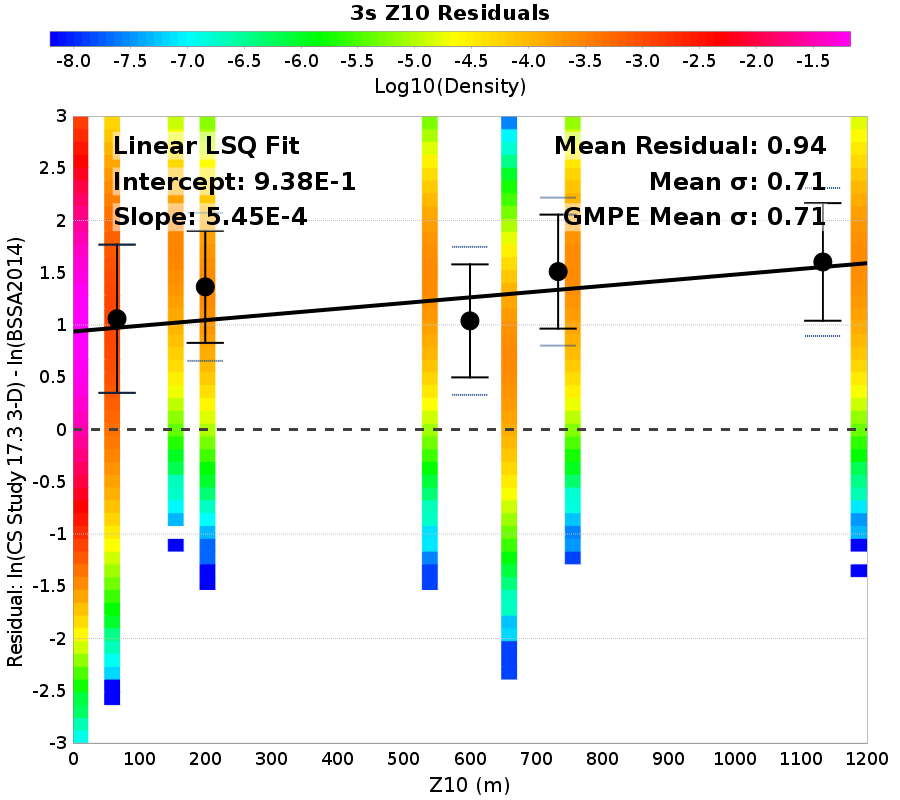 3s Z10 Residuals
-8.0 -7.5 -7.0 -6.5 -6.0 -5.5 -5.0 -4.5 -4.0 -3.5 -3.0 -2.5 -2.0 -1.5
Log10(Density)
Linear LSQ Fit
Intercept: 9.38E-1
Slope: 5.45E-4
Mean Residual: 0.94
Mean σ: 0.71
GMPE Mean σ: 0.71
Residual: ln(CS Study 17.3 3-D) - ln(BSSA2014)
3
2.5
2
1.5
1
0.5
0
-0.5
-1
-1.5
-2
-2.5
-3
0 100 200 300 400 500 600 700 800 900 1000 1100 1200
Z10 (m)